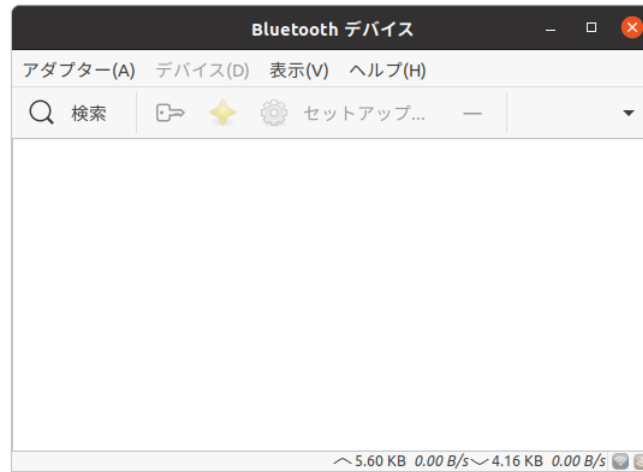 Bluetooth デバイス
アダプター(A) デバイス(D) 表示(V) ヘルプ(H)
検索 セットアップ...
5.60 KB 0.00 B/s 4.16 KB 0.00 B/s